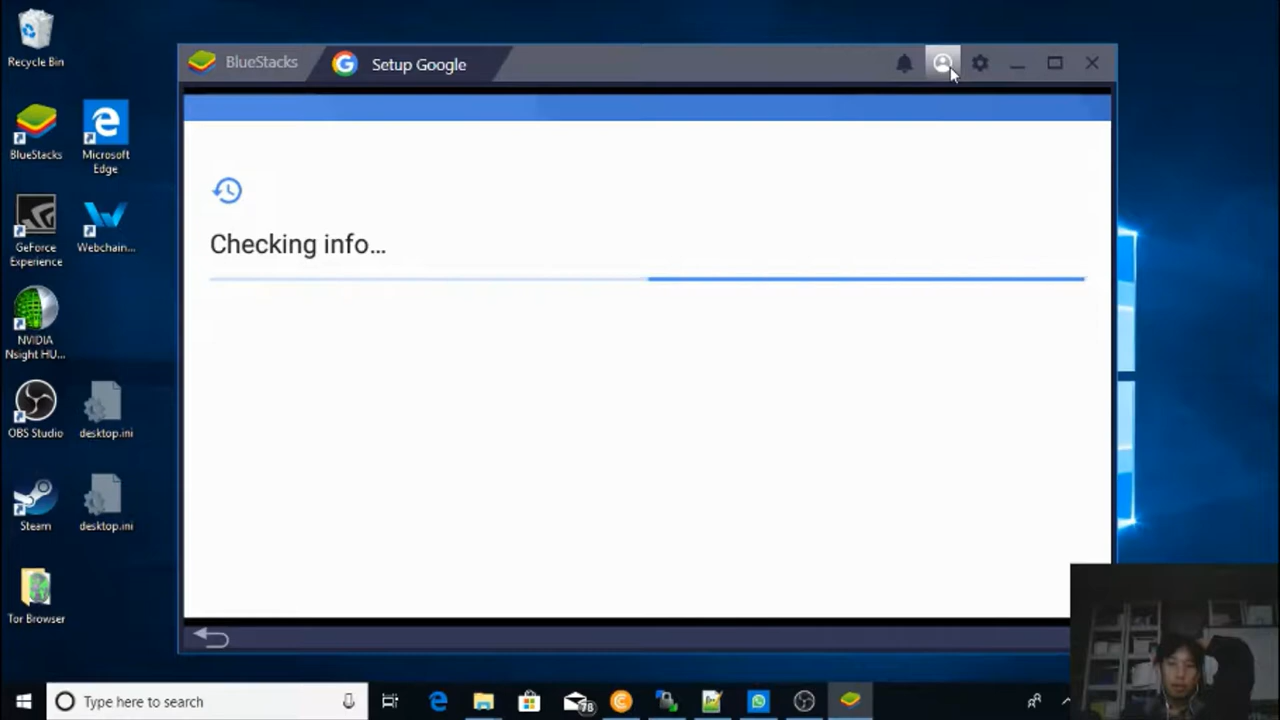 Recycle Bin
BlueStacks
Microsoft
Edge
GeForce
Experience
Webchain...
NVIDIA
Nsight HU...
OBS Studio
desktop.ini
Steam
desktop.ini
Tor Browser
BlueStacks
Setup Google
Checking info...
Type here to search
78